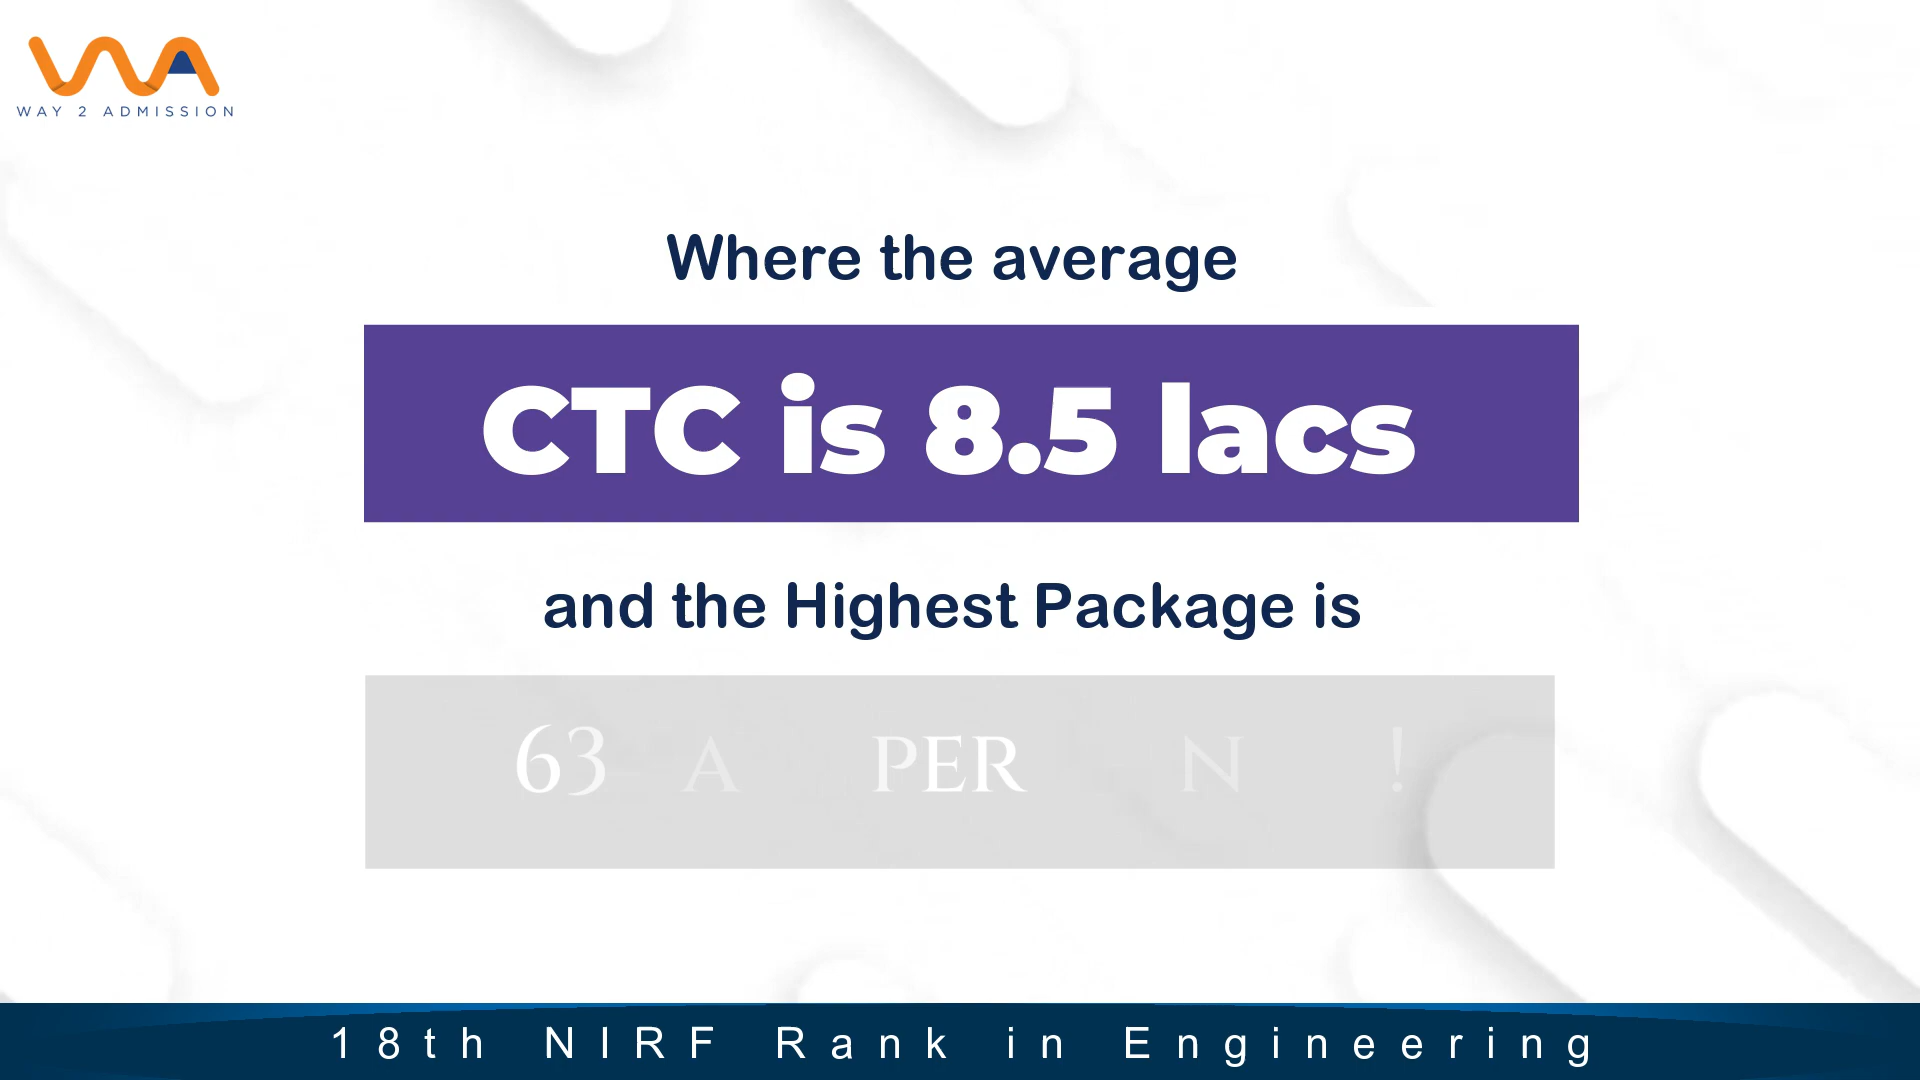 WAY 2 ADMISSION
Where the average
CTC is 8.5 lacs
and the Highest Package is
63 A PER N !
18th NIRF Rank in Engineering